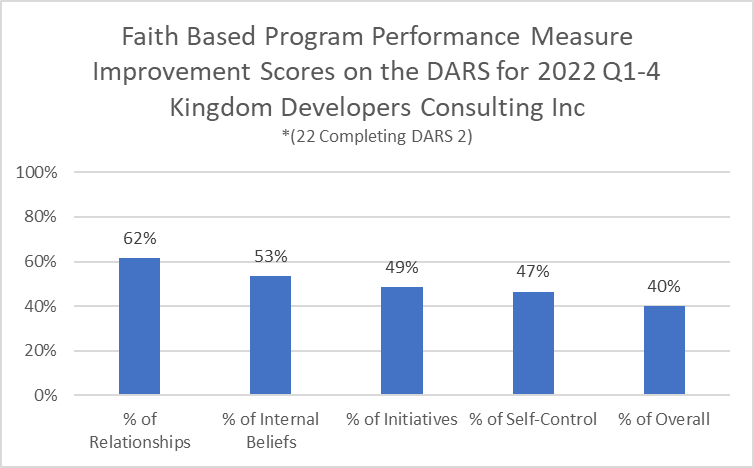 Faith Based Program Performance Measure
Improvement Scores on the DARS for 2022 Q1-4
Kingdom Developers Consulting Inc
*(22 Completing DARS 2)
100%
80%
60%
40%
20%
0%
62%
53%
49%
47%
40%
% of Relationships
% of Internal Beliefs
% of Initiatives
% of Self-Control
% of Overall